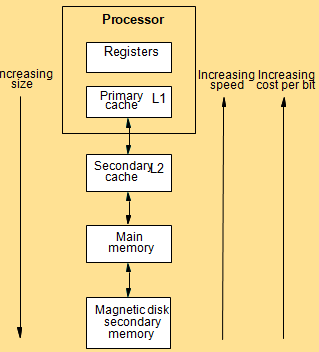 Processor
Registers
Increasing
size
Primary
cache L1
Increasing
speed
Increasing
cost per bit
Secondary
cache L2
Main
memory
Magnetic disk
secondary
memory